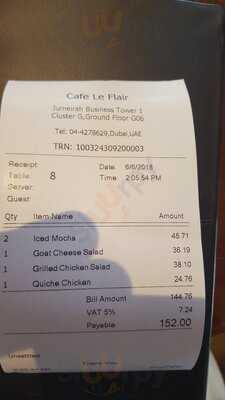 Cafe Le Flair
Jumeirah Business Tower 1
Cluster G,Ground Floor G06
Tel: 04-4278629,Dubai,UAE
TRN: 100324309200003
Receipt:
Date: 6/6/2018
Table: 8
Time: 2:05:54 PM
Server:
Guest:
Qty Item Name Amount
2 Iced Mocha 45.71
1 Goat Cheese Salad 36.19
1 Grilled Chicken Salad 38.10
1 Quiche Chicken 24.76
Bill Amount 144.76
VAT 5% 7.24
Payable 152.00